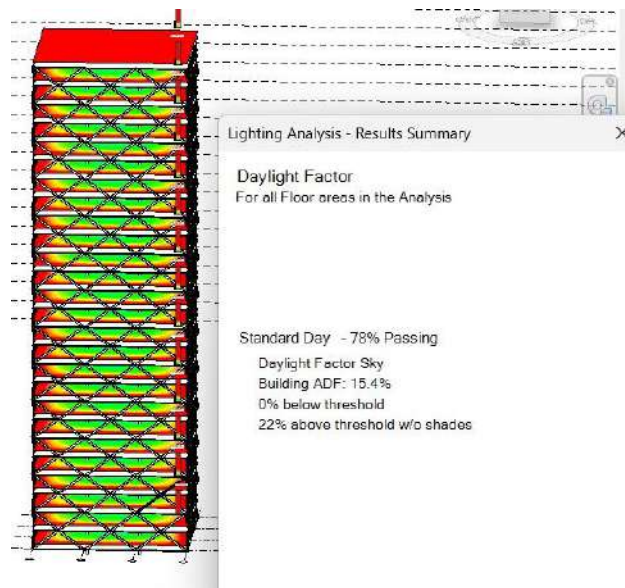 Lighting Analysis - Results Summary
Daylight Factor
For all Floor areas in the Analysis
Standard Day - 78% Passing
Daylight Factor Sky
Building ADF: 15.4%
0% below threshold
22% above threshold w/o shades